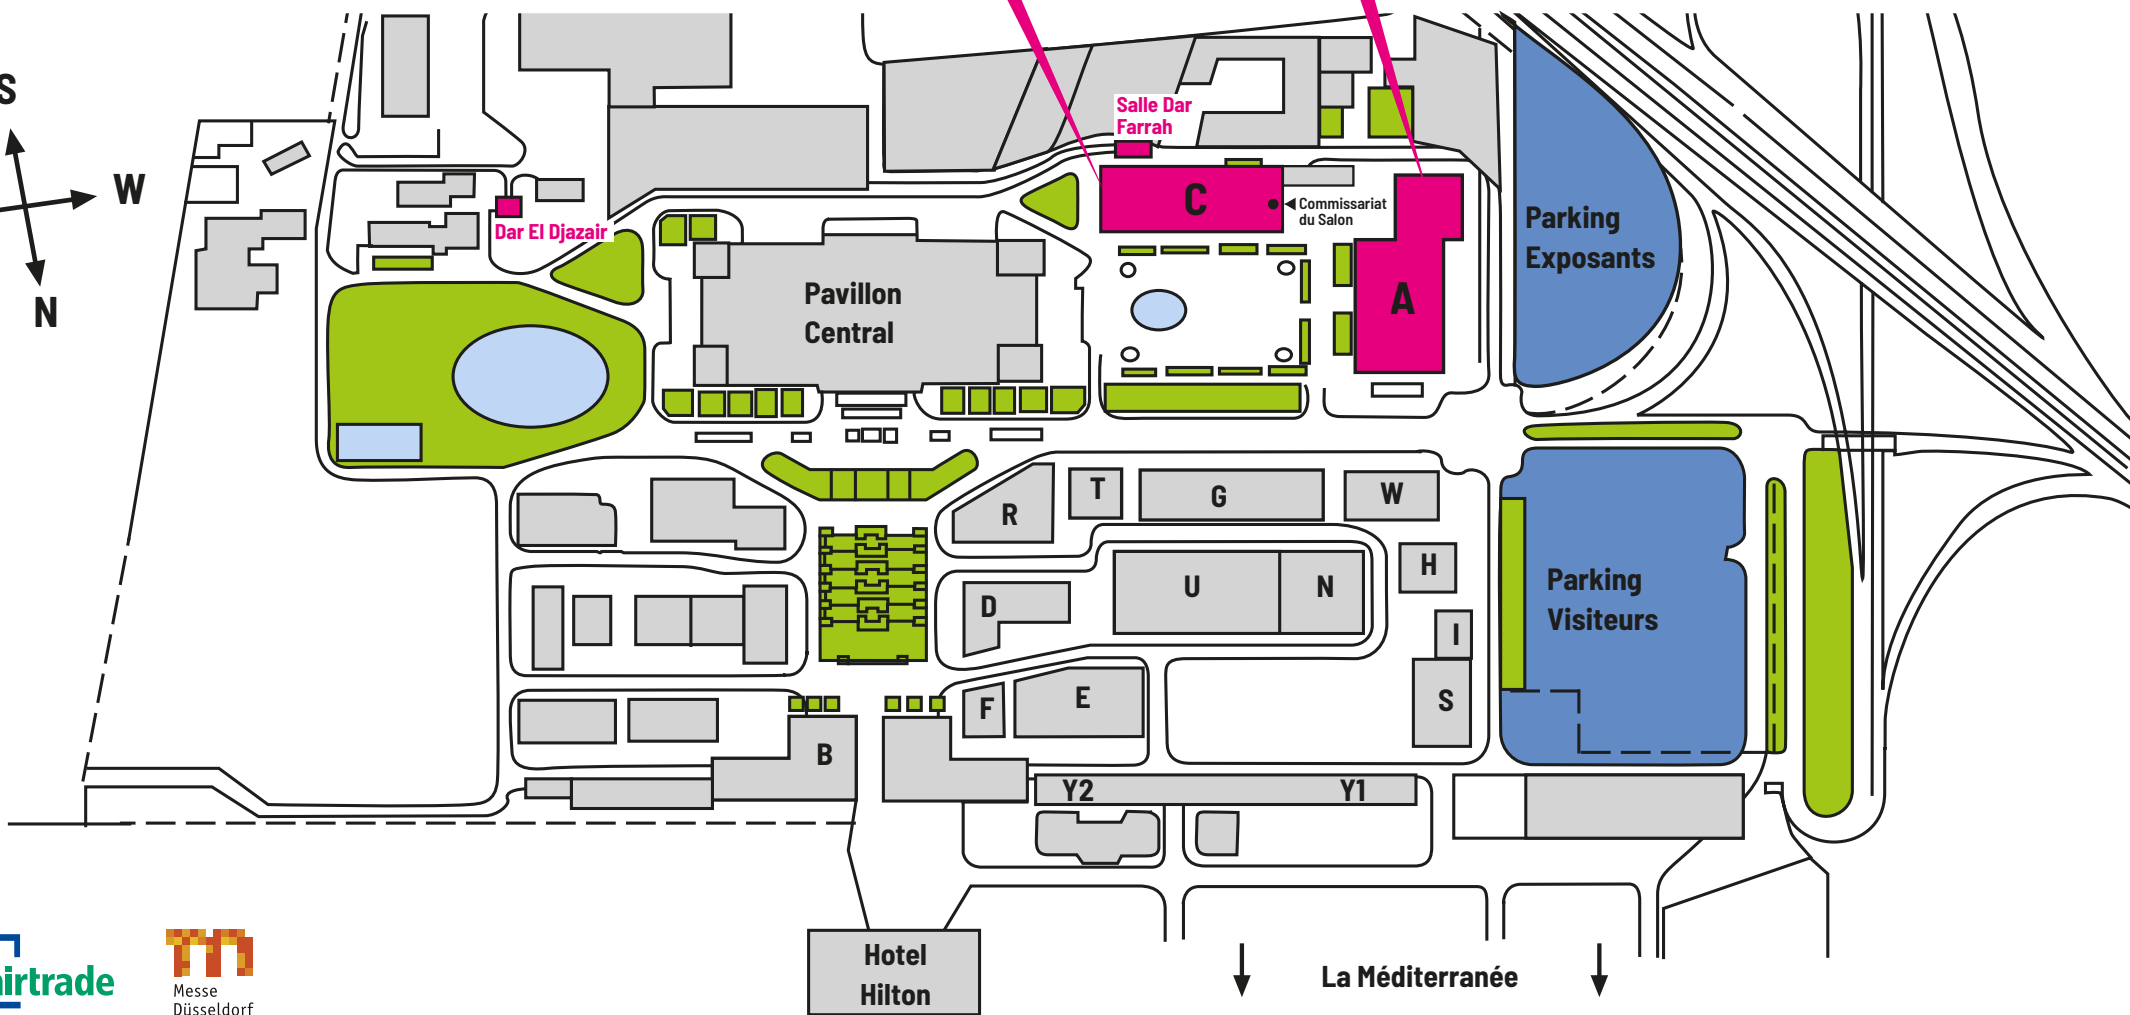 S
W
N
Salle Dar
Farrah
Dar El Djazair
C
Commissariat
du Salon
A
Parking
Exposants
Pavillon
Central
R
T
G
W
H
U
N
D
I
S
E
F
B
Y2
Y1
Parking
Visiteurs
Hotel
Hilton
La Méditerranée
irtrade
Messe
Düsseldorf